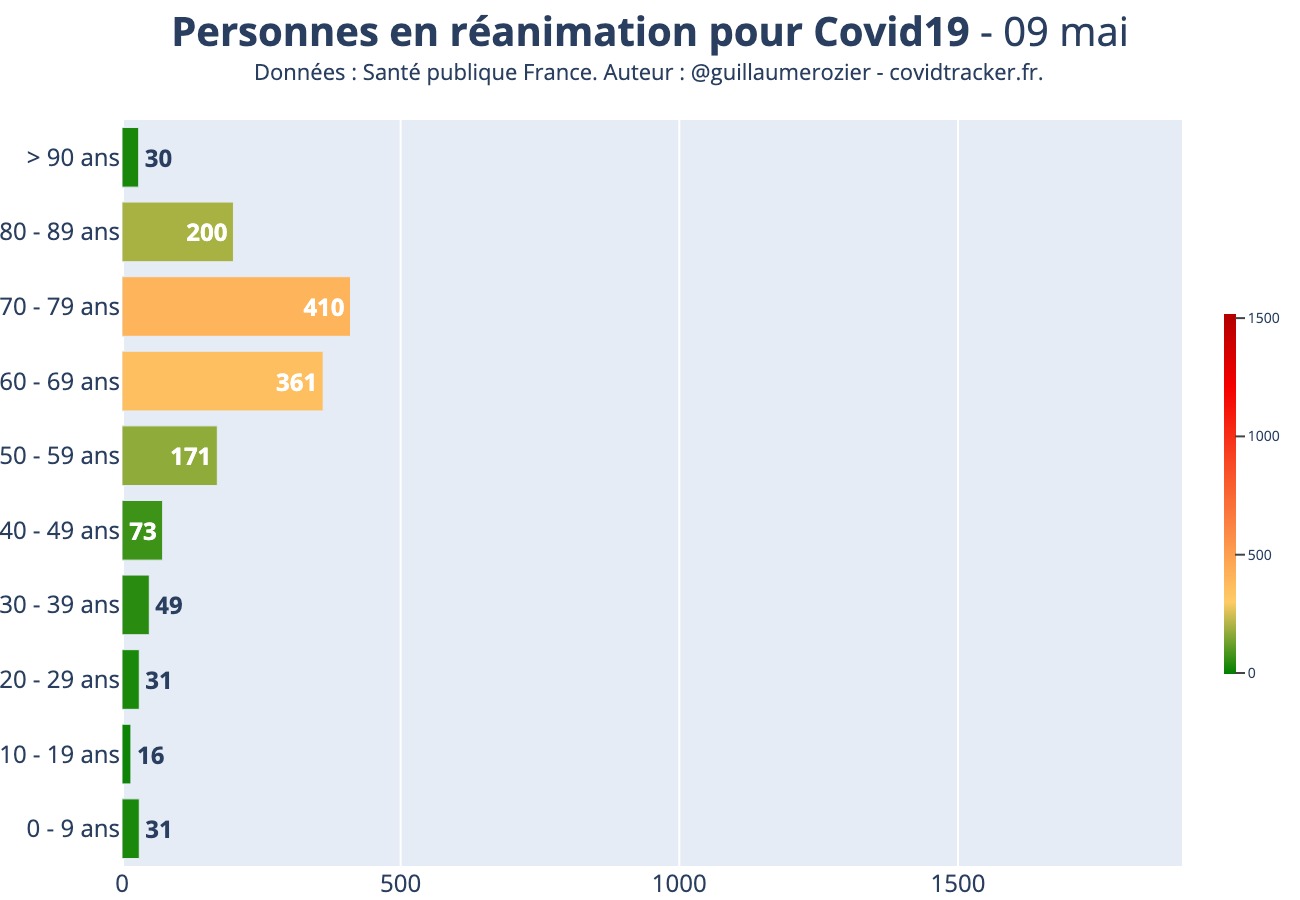 Personnes en réanimation pour Covid19 - 09 mai
Données : Santé publique France. Auteur : @guillaumerozier - covidtracker.fr.
> 90 ans 30
80 - 89 ans 200
70 - 79 ans 410
60 - 69 ans 361
50 - 59 ans 171
40 - 49 ans 73
30 - 39 ans 49
20 - 29 ans 31
10 - 19 ans 16
0 - 9 ans 31
0 500 1000 1500
1500
1000
500
0